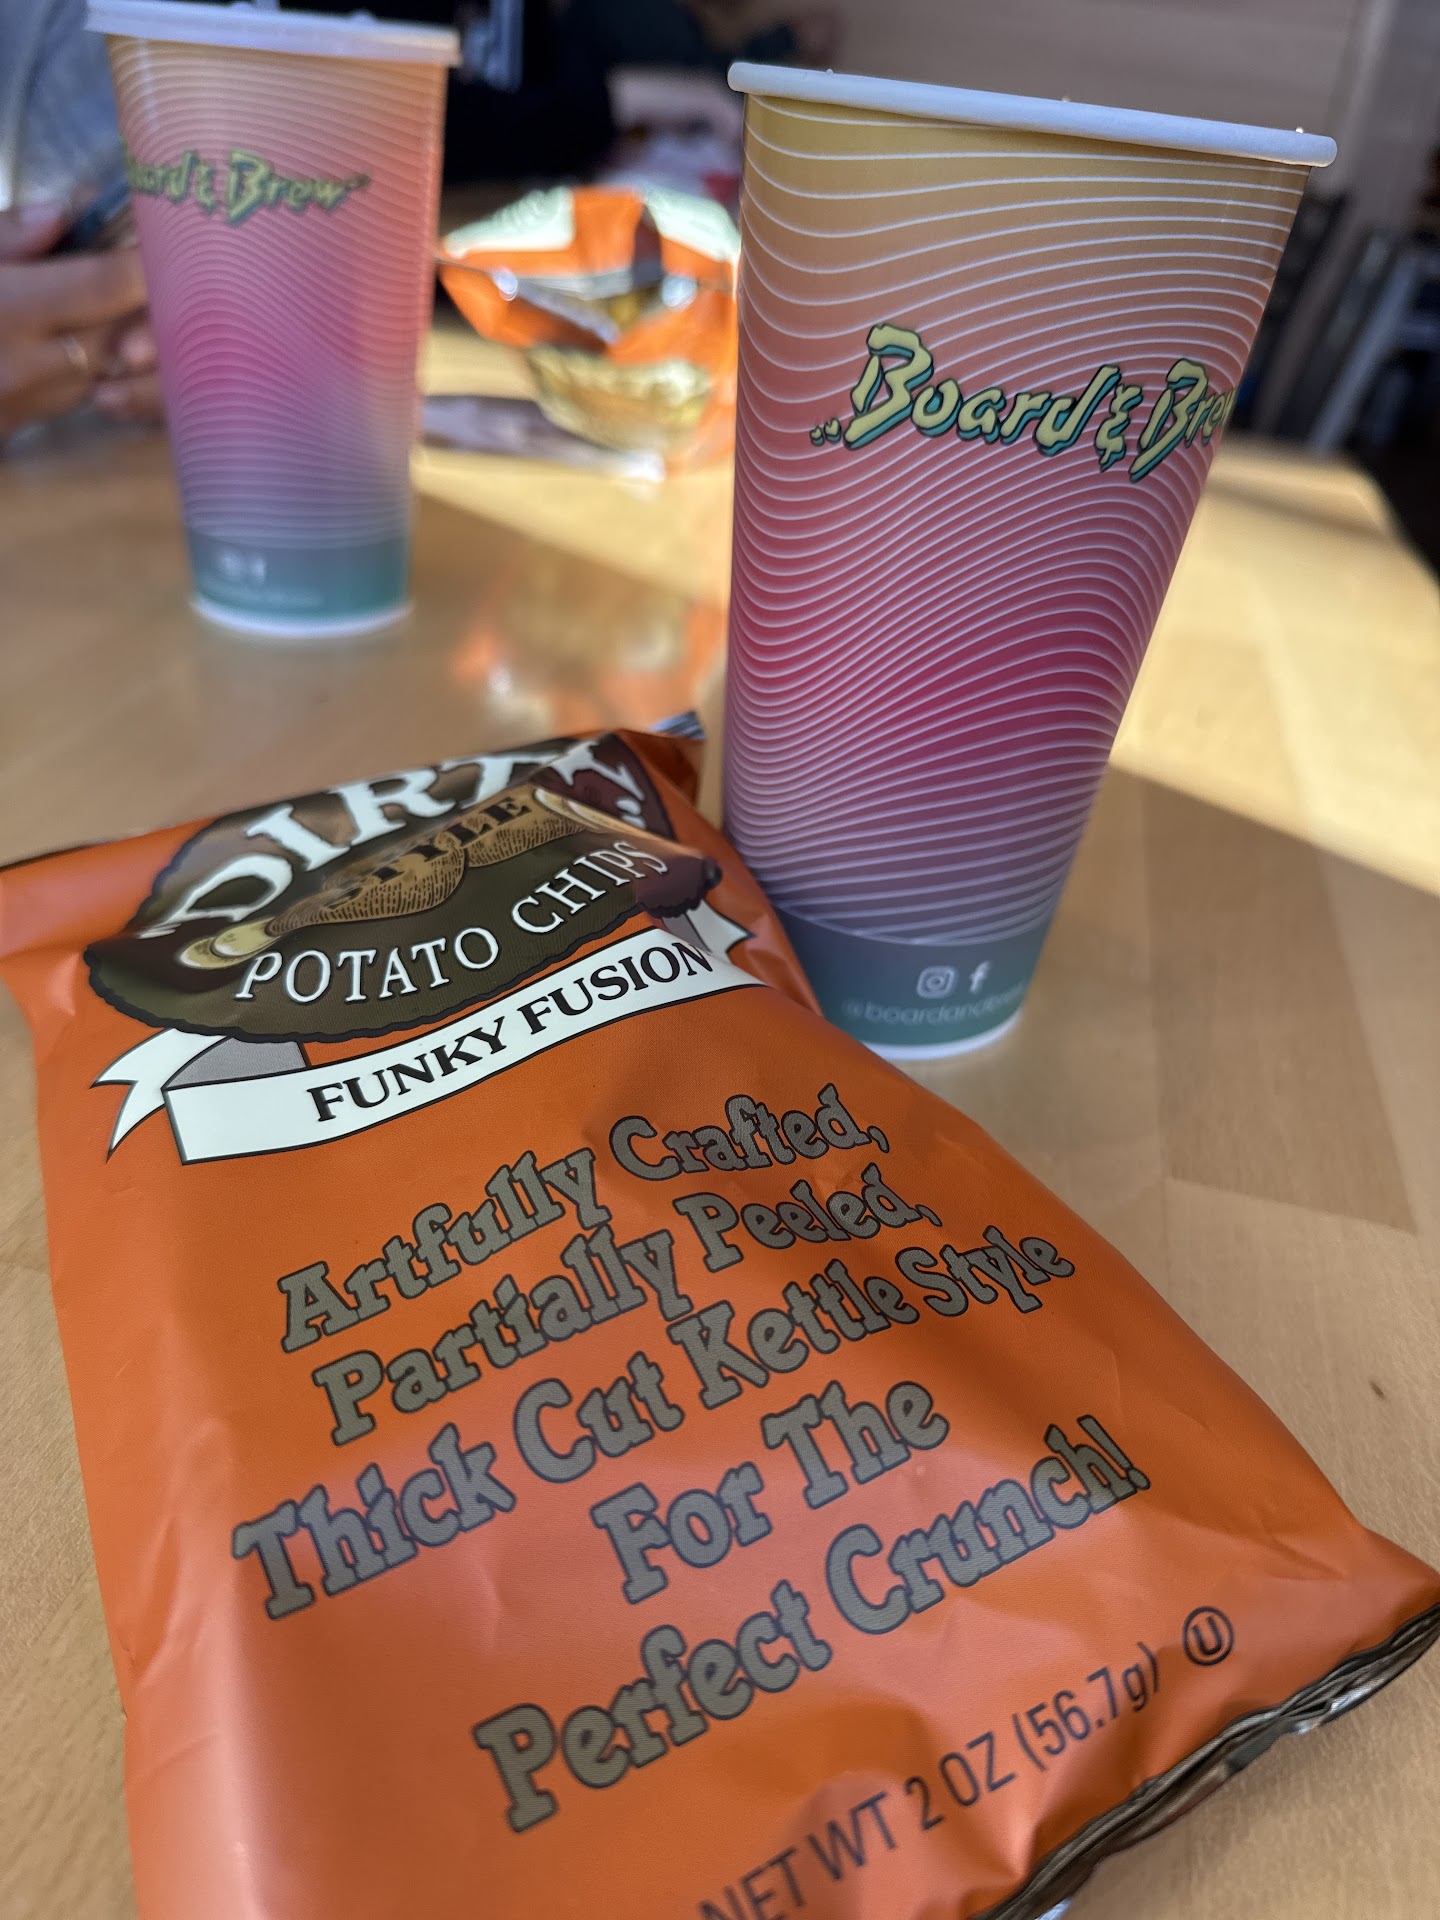 Board & Brew
Board & Bre
DIRTY
STYLE
POTATO CHIPS
FUNKY FUSION
Artfully Crafted,
Partially Peeled,
Thick Cut Kettle Style
For The
Perfect Crunch!
NET WT 2 OZ (56.7g) U